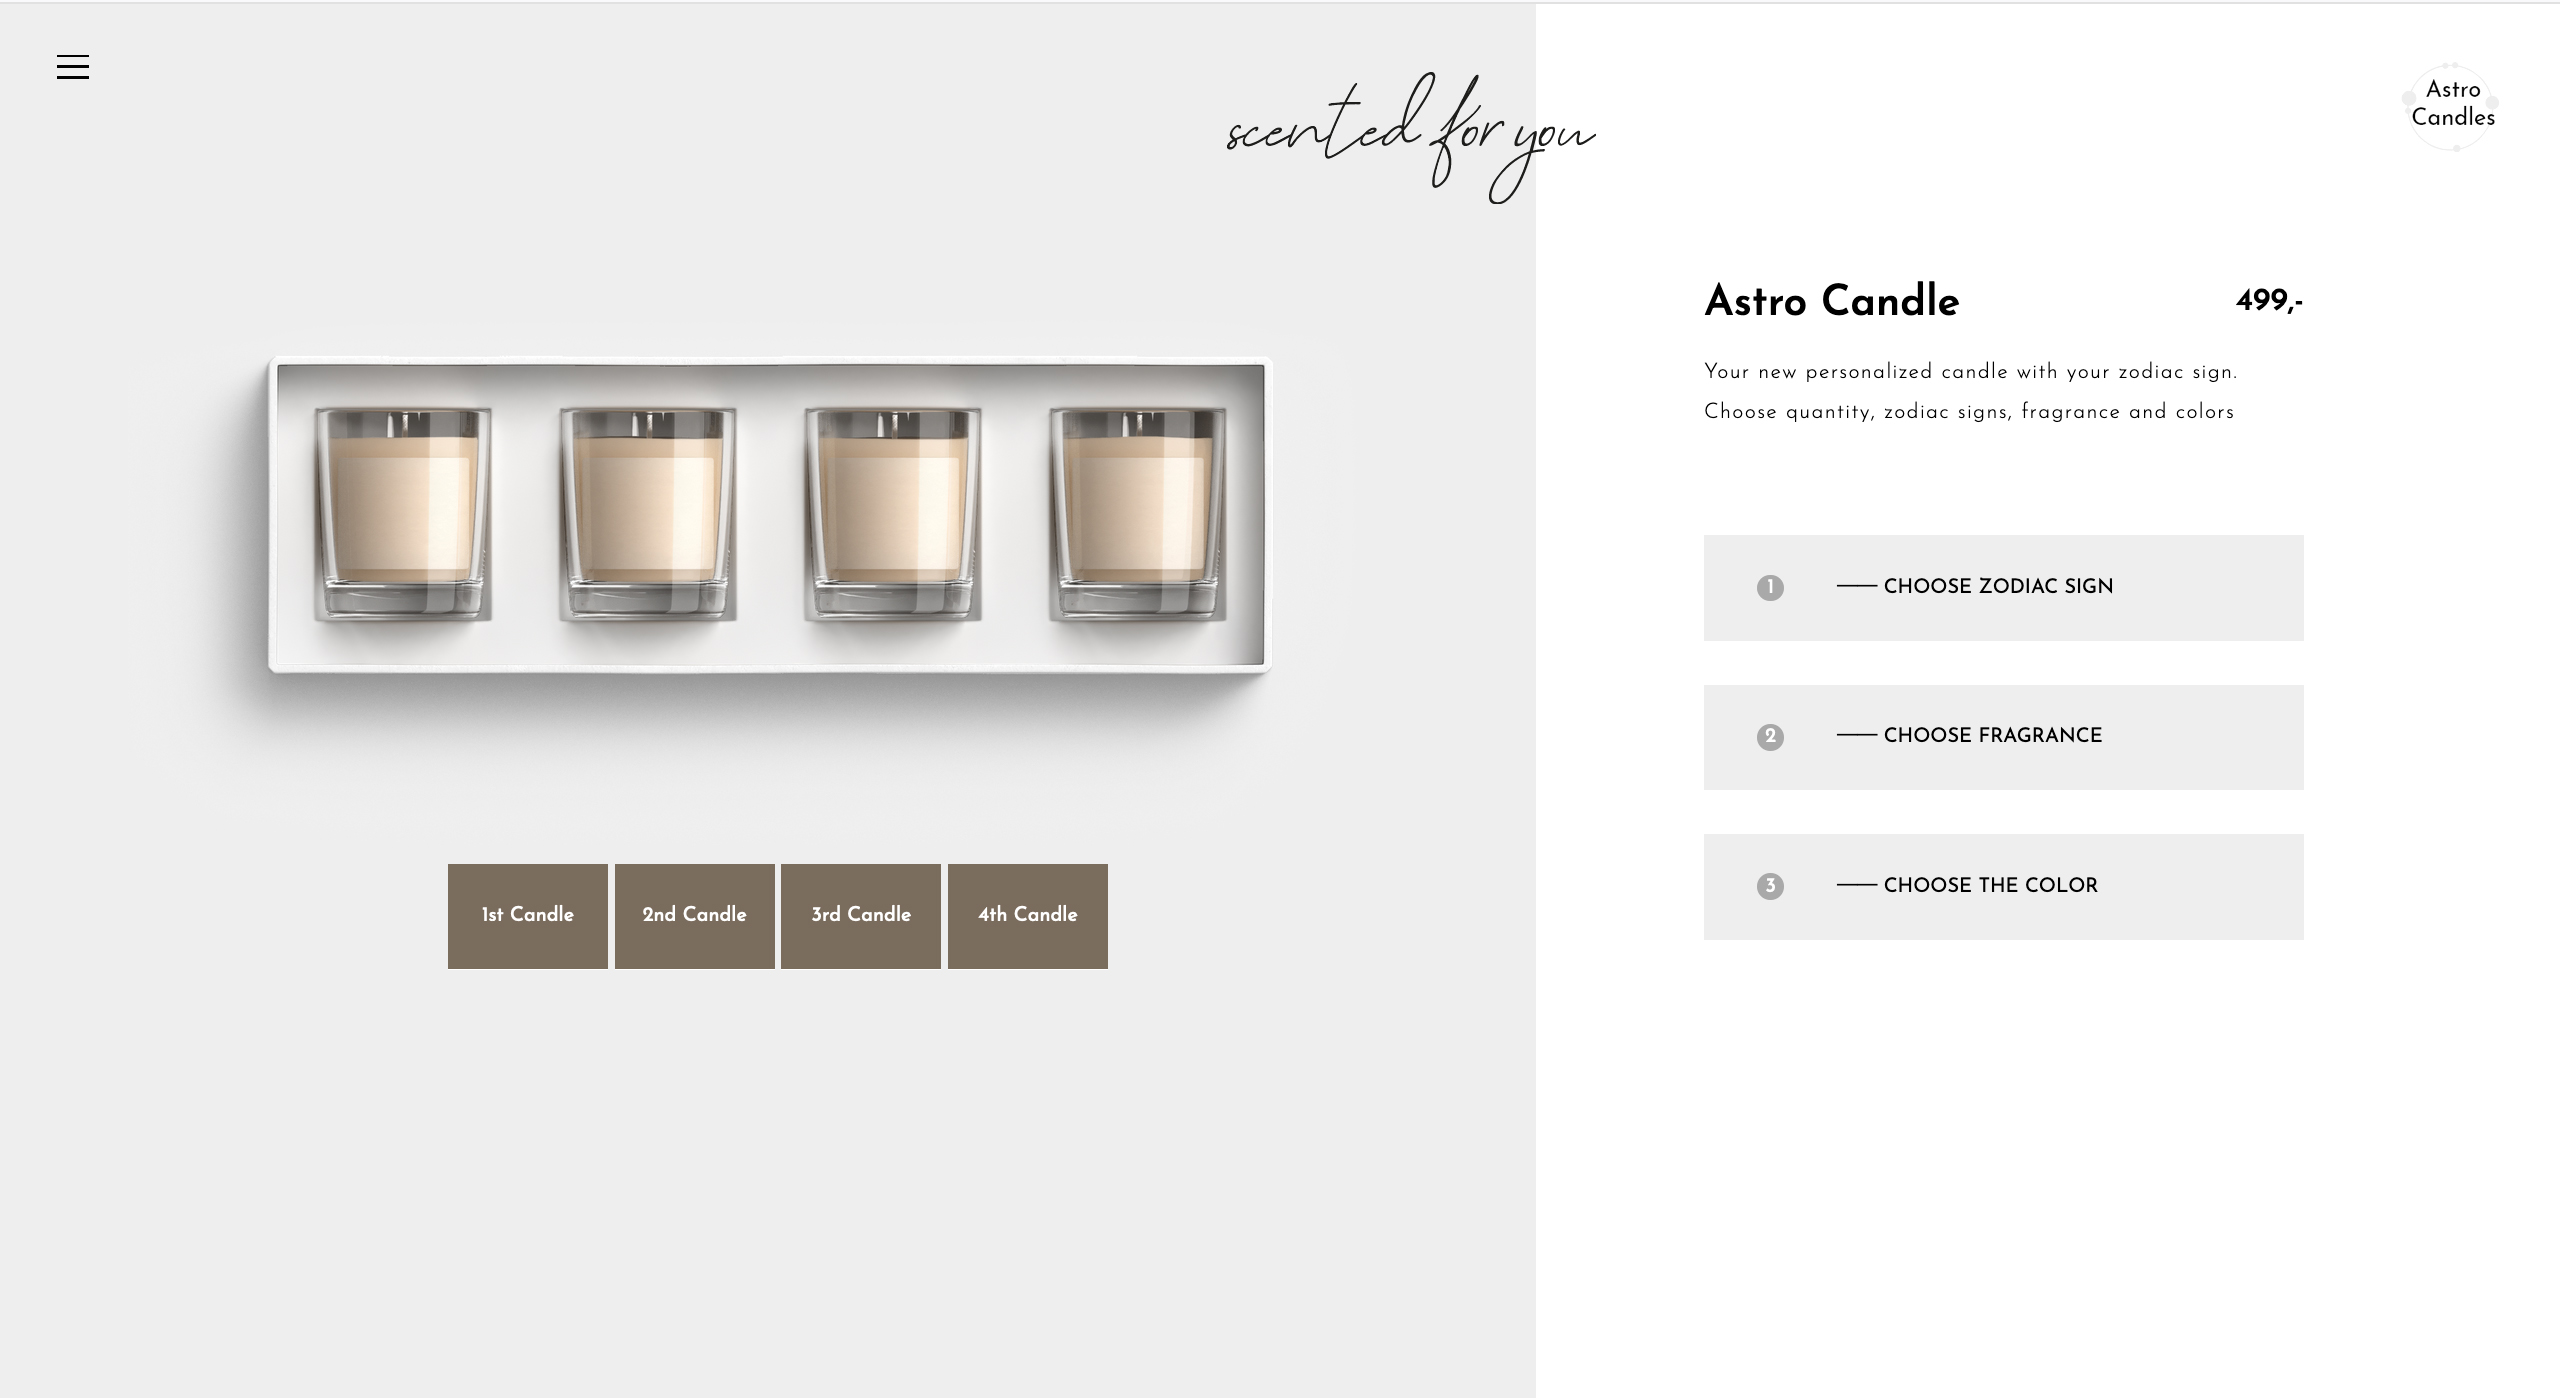 scented for you
Astro
Candles
Astro Candle
499,-
Your new personalized candle with your zodiac sign.
Choose quantity, zodiac signs, fragrance and colors
1 —— CHOOSE ZODIAC SIGN
2 —— CHOOSE FRAGRANCE
3 —— CHOOSE THE COLOR
1st Candle
2nd Candle
3rd Candle
4th Candle